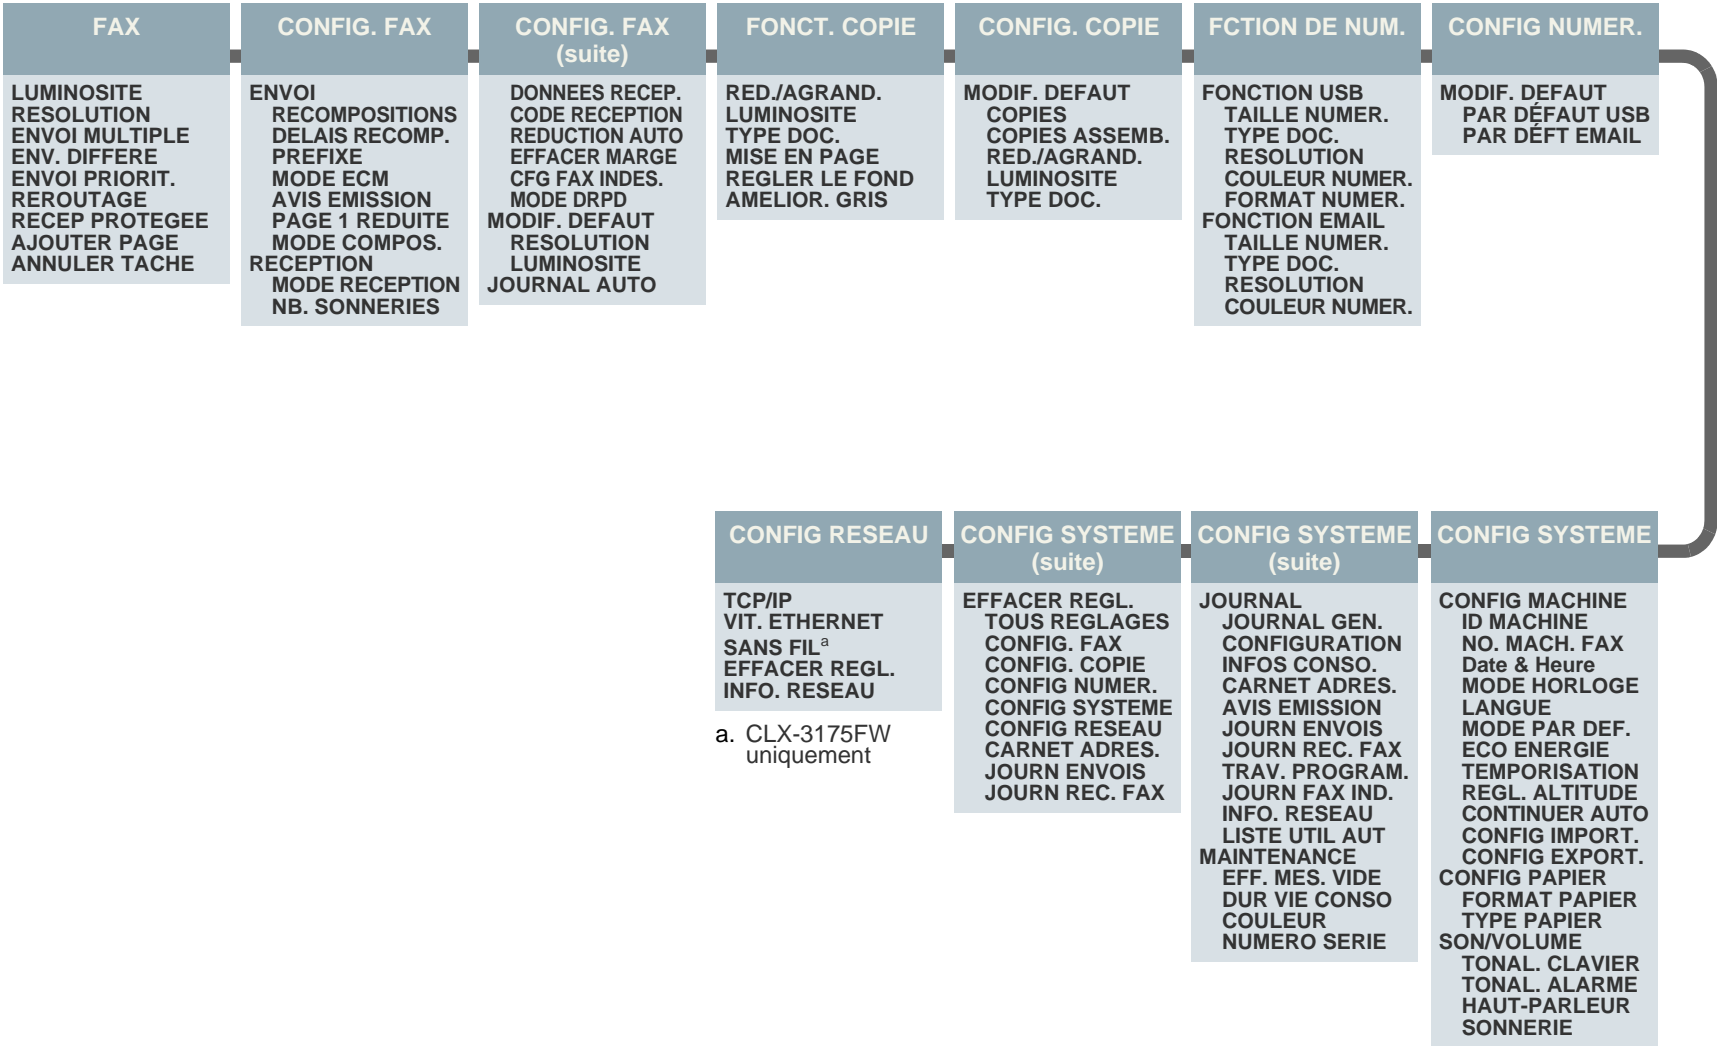 FAX
LUMINOSITE
RESOLUTION
ENVOI MULTIPLE
ENV. DIFFERE
ENVOI PRIORIT.
REROUTAGE
RECEP PROTEGEE
AJOUTER PAGE
ANNULER TACHE
CONFIG. FAX
ENVOI
RECOMPOSITIONS
DELAIS RECOMP.
PREFIXE
MODE ECM
AVIS EMISSION
PAGE 1 REDUITE
MODE COMPOS.
RECEPTION
MODE RECEPTION
NB. SONNERIES
CONFIG. FAX
(suite)
DONNEES RECEP.
CODE RECEPTION
REDUCTION AUTO
EFFACER MARGE
CFG FAX INDES.
MODE DRPD
MODIF. DEFAUT
RESOLUTION
LUMINOSITE
JOURNAL AUTO
FONCT. COPIE
RED./AGRAND.
LUMINOSITE
TYPE DOC.
MISE EN PAGE
REGLER LE FOND
AMELIOR. GRIS
CONFIG. COPIE
MODIF. DEFAUT
COPIES
COPIES ASSEMB.
RED./AGRAND.
LUMINOSITE
TYPE DOC.
FCTION DE NUM.
FONCTION USB
TAILLE NUMER.
TYPE DOC.
RESOLUTION
COULEUR NUMER.
FORMAT NUMER.
FONCTION EMAIL
TAILLE NUMER.
TYPE DOC.
RESOLUTION
COULEUR NUMER.
CONFIG NUMER.
MODIF. DEFAUT
PAR DÉFAUT USB
PAR DÉFT EMAIL
CONFIG RESEAU
TCP/IP
VIT. ETHERNET
SANS FILa
EFFACER REGL.
INFO. RESEAU
a. CLX-3175FW
uniquement
CONFIG SYSTEME
(suite)
EFFACER REGL.
TOUS REGLAGES
CONFIG. FAX
CONFIG. COPIE
CONFIG NUMER.
CONFIG SYSTEME
CONFIG RESEAU
CARNET ADRES.
JOURN ENVOIS
JOURN REC. FAX
CONFIG SYSTEME
(suite)
JOURNAL
JOURNAL GEN.
CONFIGURATION
INFOS CONSO.
CARNET ADRES.
AVIS EMISSION
JOURN ENVOIS
JOURN REC. FAX
TRAV. PROGRAM.
JOURN FAX IND.
INFO. RESEAU
LISTE UTIL AUT
MAINTENANCE
EFF. MES. VIDE
DUR VIE CONSO
COULEUR
NUMERO SERIE
CONFIG SYSTEME
CONFIG MACHINE
ID MACHINE
NO. MACH. FAX
Date & Heure
MODE HORLOGE
LANGUE
MODE PAR DEF.
ECO ENERGIE
TEMPORISATION
REGL. ALTITUDE
CONTINUER AUTO
CONFIG IMPORT.
CONFIG EXPORT.
CONFIG PAPIER
FORMAT PAPIER
TYPE PAPIER
SON/VOLUME
TONAL. CLAVIER
TONAL. ALARME
HAUT-PARLEUR
SONNERIE